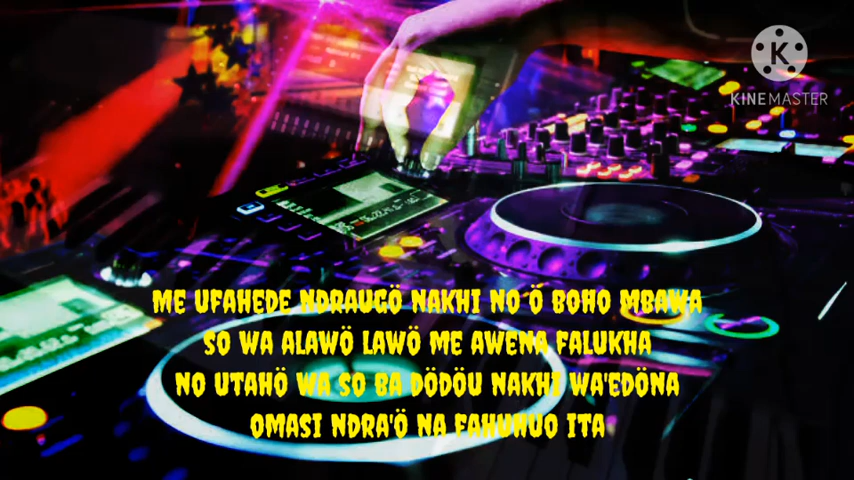 KINEMASTER
ME UFAHEDE NDRAUGÖ NAKHI NO Ö BOHO MBAWA
SO WA ALAWÖ LAWÖ ME AWENA FALUKHA
NO UTAHÖ WA SO BA DÖDÖU NAKHI WA'EDÖNA
OMASI NDRA'Ö NA FAHUHUO ITA